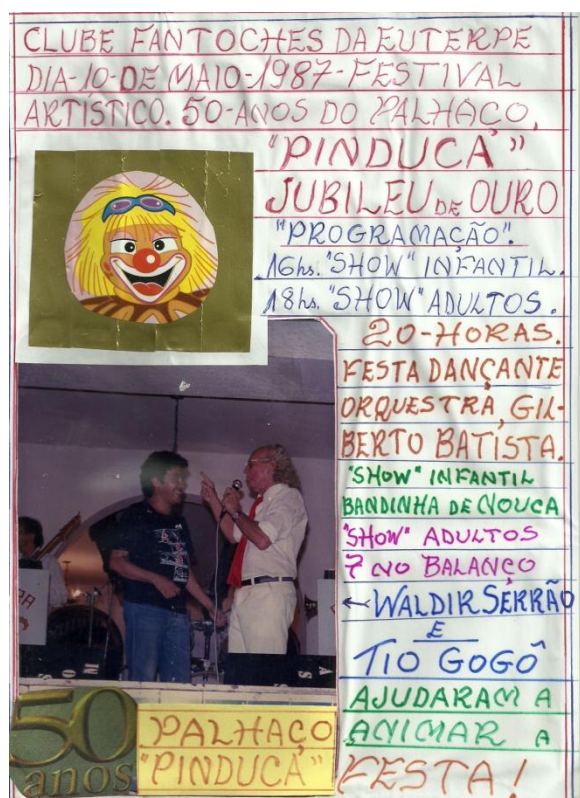 CLUBE FANTOCHES DA EUTERPE
DIA-10-DE MAIO-1987-FESTIVAL
ARTÍSTICO. 50-ANOS DO PALHAÇO,
"PINDUCA"
JUBILEU DE OURO
"PROGRAMAÇÃO".
16hs. "SHOW" INFANTIL.
18hs. "SHOW" ADULTOS.
20-HORAS.
FESTA DANÇANTE
ORQUESTRA, GIL-
BERTO BATISTA.
"SHOW" INFANTIL
BANDINHA DE NOUCA
"SHOW" ADULTOS
7 NO BALANÇO
←WALDIR SERRÃO
E
TIO GOGÔ
AJUDARAM A
ANIMAR A
FESTA!
50
anos
PALHAÇO
"PINDUCA"